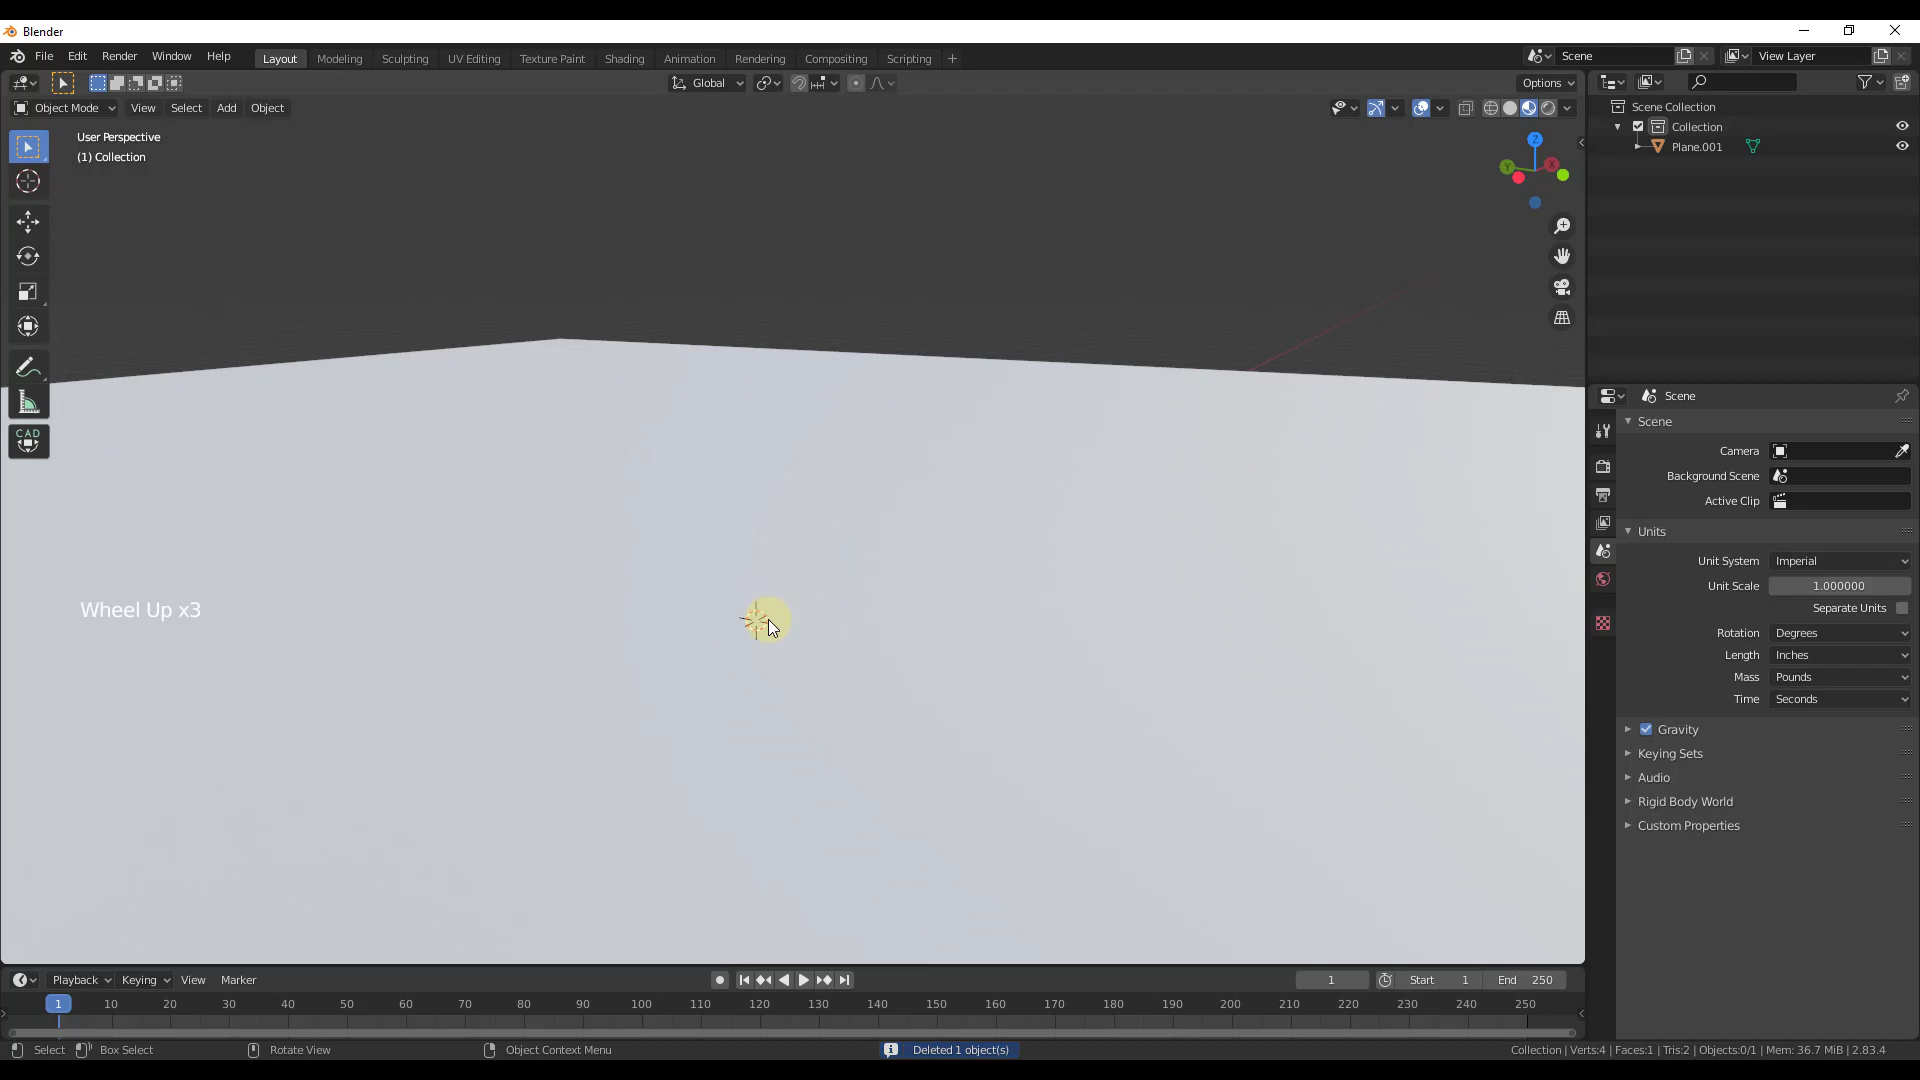 Blender
File Edit Render Window Help Layout Modeling Sculpting UV Editing Texture Paint Shading Animation Rendering Compositing Scripting + Scene View Layer
Global Options
Object Mode View Select Add Object
User Perspective
(1) Collection
Z
Y
X
CAD
Wheel Up x3
Scene Collection
Collection
Plane.001
Scene
Scene
Camera
Background Scene
Active Clip
Units
Unit System Imperial
Unit Scale 1.000000
Separate Units
Rotation Degrees
Length Inches
Mass Pounds
Time Seconds
Gravity
Keying Sets
Audio
Rigid Body World
Custom Properties
Playback Keying View Marker 1 Start 1 End 250
1 10 20 30 40 50 60 70 80 90 100 110 120 130 140 150 160 170 180 190 200 210 220 230 240 250
Select Box Select Rotate View Object Context Menu Deleted 1 object(s) Collection | Verts:4 | Faces:1 | Tris:2 | Objects:0/1 | Mem: 36.7 MiB | 2.83.4